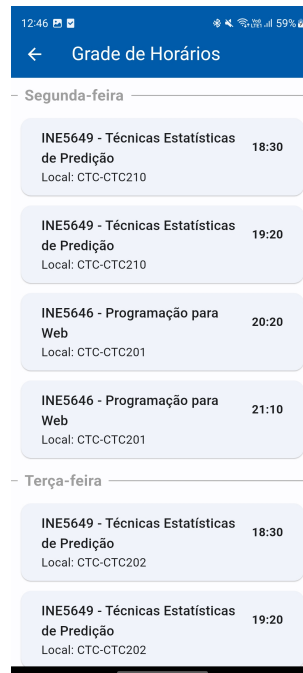 12:46 59%
Grade de Horários
Segunda-feira
INE5649 - Técnicas Estatísticas
de Predição
18:30
Local: CTC-CTC210
INE5649 - Técnicas Estatísticas
de Predição
19:20
Local: CTC-CTC210
INE5646 - Programação para
Web
20:20
Local: CTC-CTC201
INE5646 - Programação para
Web
21:10
Local: CTC-CTC201
Terça-feira
INE5649 - Técnicas Estatísticas
de Predição
18:30
Local: CTC-CTC202
INE5649 - Técnicas Estatísticas
de Predição
19:20
Local: CTC-CTC202